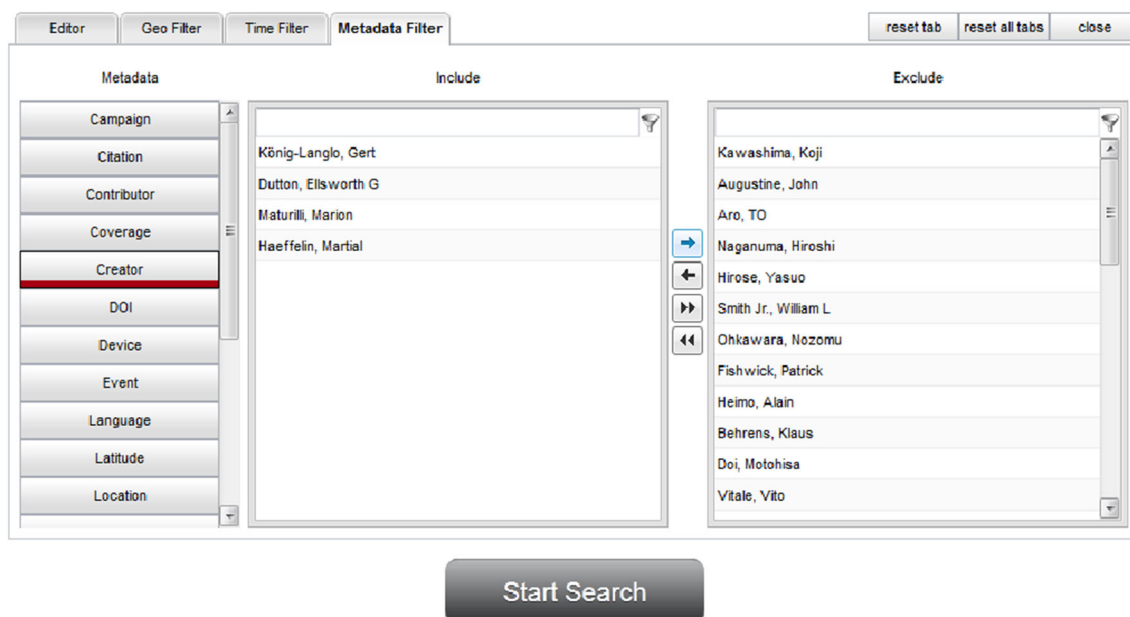 Editor Geo Filter Time Filter Metadata Filter reset tab reset all tabs close
Metadata Include Exclude
Campaign
Citation
Contributor
Coverage
Creator
DOI
Device
Event
Language
Latitude
Location
König-Langlo, Gert
Dutton, Ellsworth G
Maturilli, Marion
Haeffelin, Martial
Kawashima, Koji
Augustine, John
Aro, TO
Naganuma, Hiroshi
Hirose, Yasuo
Smith Jr., William L
Ohkawara, Nozomu
Fishwick, Patrick
Heimo, Alain
Behrens, Klaus
Doi, Motohisa
Vitale, Vito
Start Search